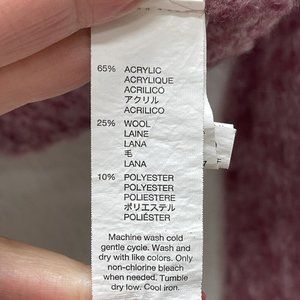 65% ACRYLIC
ACRYLIQUE
ACRILICO
アクリル
ACRILICO
25% WOOL
LAINE
LANA
毛
LANA
10% POLYESTER
POLYESTER
POLIESTERE
ポリエステル
POLIÉSTER
Machine wash cold
gentle cycle. Wash and
dry with like colors. Only
non-chlorine bleach
when needed. Tumble
dry low. Cool iron.